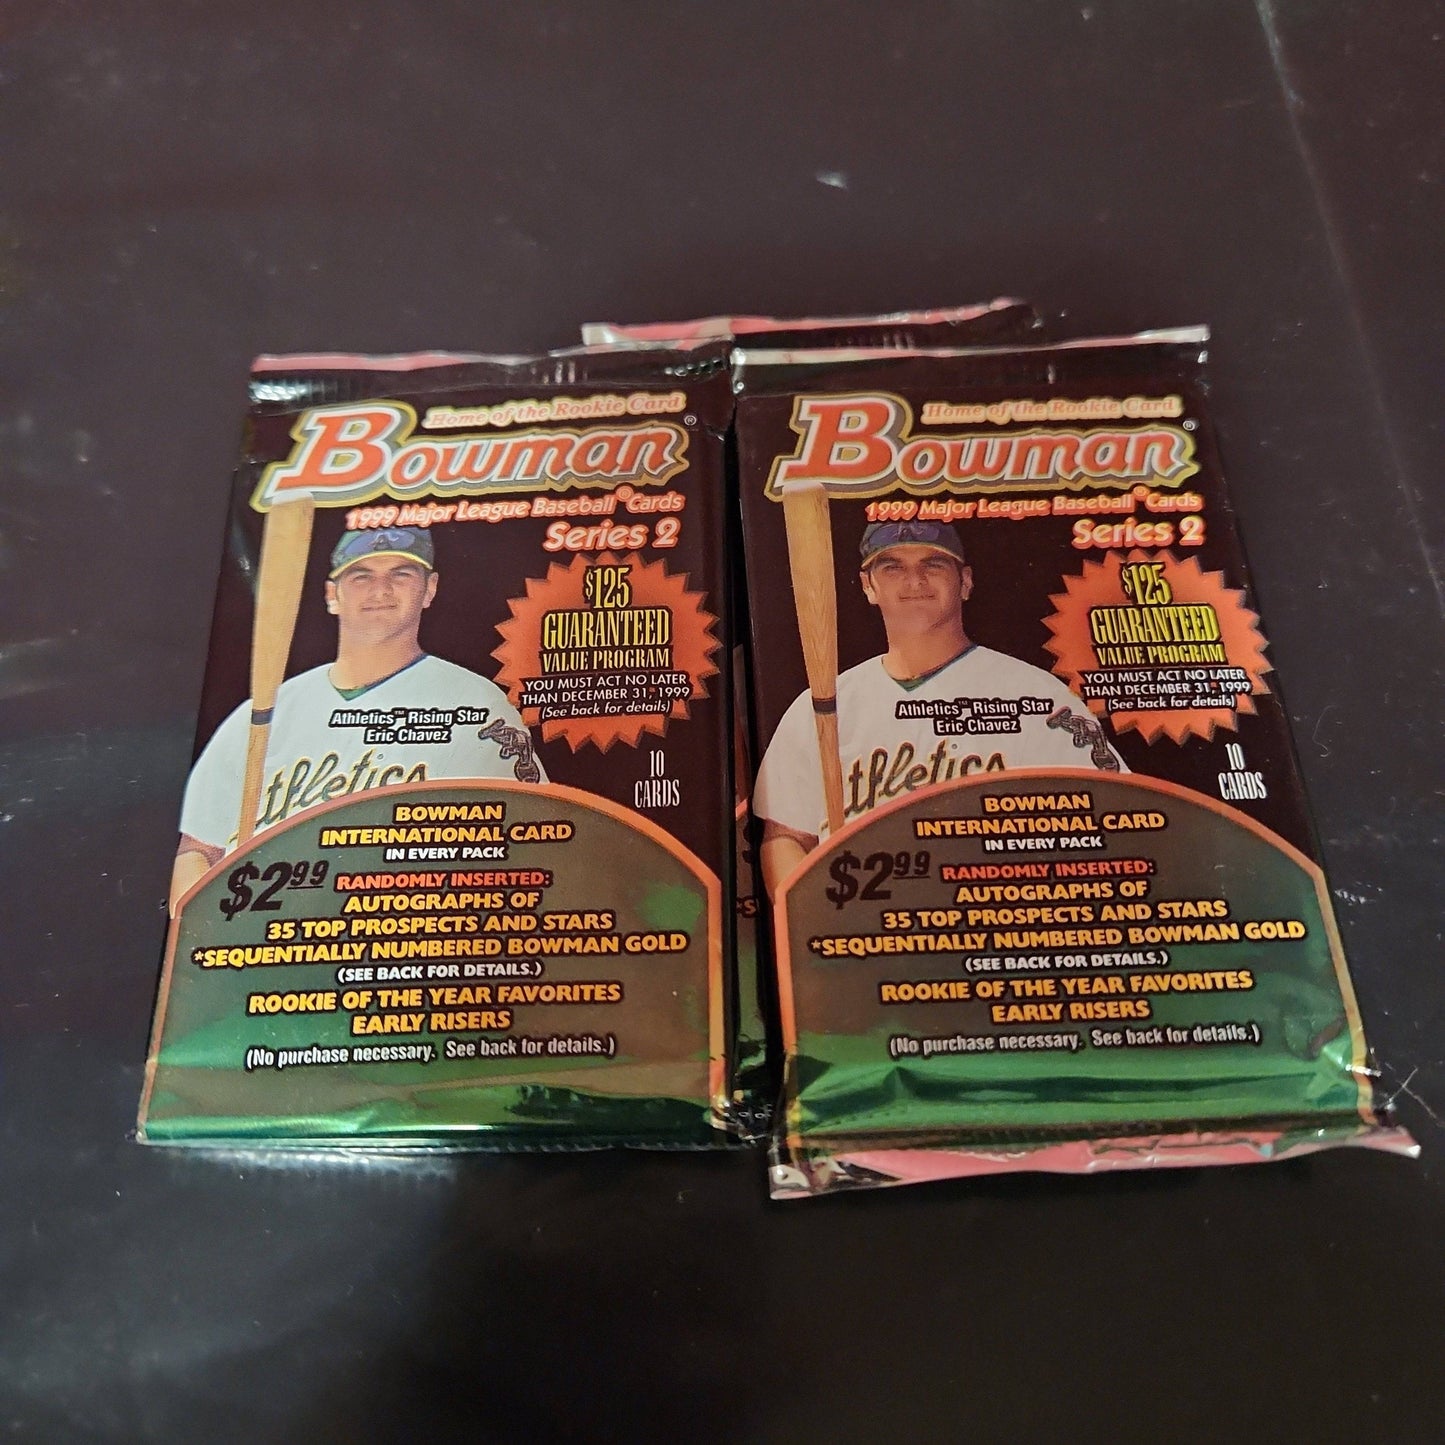 Home of the Rookie Card
Bowman®
1999 Major League Baseball® Cards
Series 2
$125
GUARANTEED
VALUE PROGRAM
YOU MUST ACT NO LATER
THAN DECEMBER 31, 1999
(See back for details)
Athletics™ Rising Star
Eric Chavez
Athletics
10
CARDS
BOWMAN
INTERNATIONAL CARD
IN EVERY PACK
$2.99
RANDOMLY INSERTED:
AUTOGRAPHS OF
35 TOP PROSPECTS AND STARS
*SEQUENTIALLY NUMBERED BOWMAN GOLD
(SEE BACK FOR DETAILS.)
ROOKIE OF THE YEAR FAVORITES
EARLY RISERS
(No purchase necessary. See back for details.)
Home of the Rookie Card
Bowman®
1999 Major League Baseball® Cards
Series 2
$125
GUARANTEED
VALUE PROGRAM
YOU MUST ACT NO LATER
THAN DECEMBER 31, 1999
(See back for details)
Athletics™ Rising Star
Eric Chavez
Athletics
10
CARDS
BOWMAN
INTERNATIONAL CARD
IN EVERY PACK
$2.99
RANDOMLY INSERTED:
AUTOGRAPHS OF
35 TOP PROSPECTS AND STARS
*SEQUENTIALLY NUMBERED BOWMAN GOLD
(SEE BACK FOR DETAILS.)
ROOKIE OF THE YEAR FAVORITES
EARLY RISERS
(No purchase necessary. See back for details.)